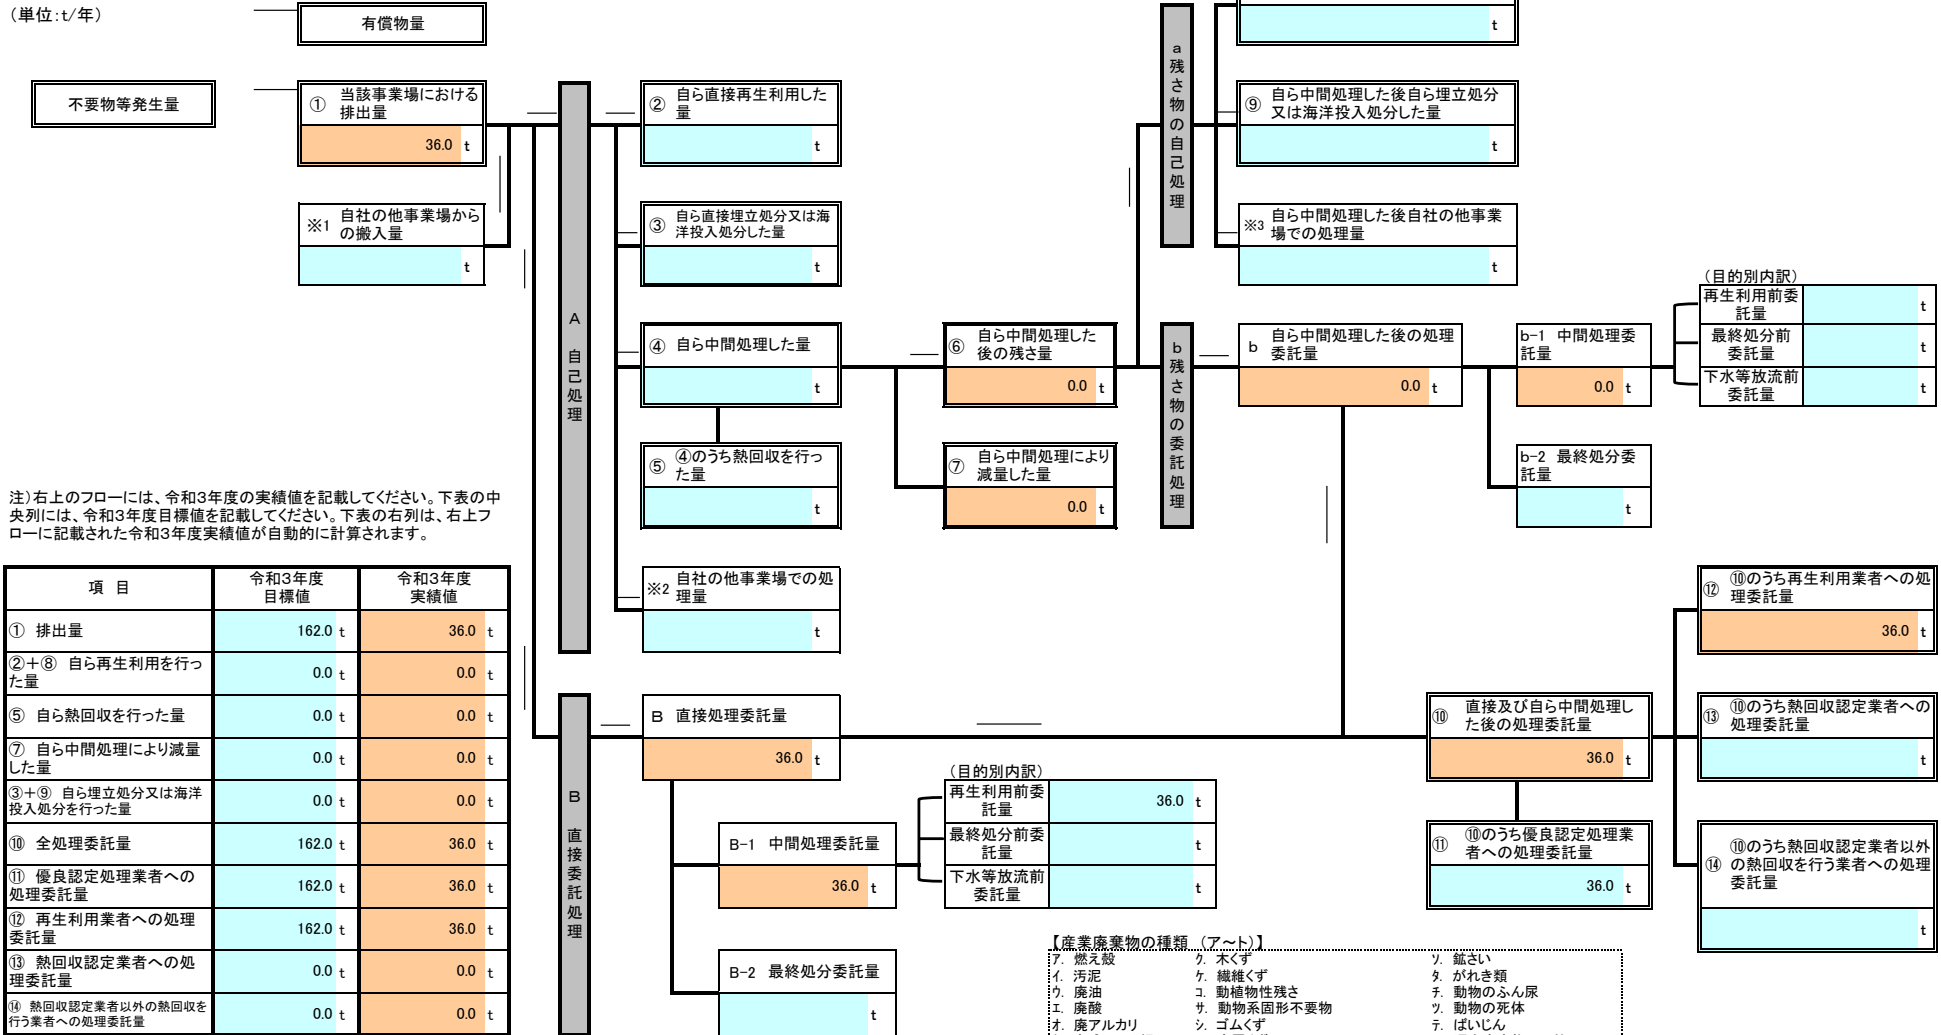 (単位:t/年)
有償物量
不要物等発生量
① 当該事業場における
排出量
36.0 t
※1 自社の他事業場から
の搬入量
t
A 自己処理
② 自ら直接再生利用した
量
t
③ 自ら直接埋立処分又は海
洋投入処分した量
t
④ 自ら中間処理した量
t
⑤ ④のうち熱回収を行っ
た量
t
※2 自社の他事業場での処
理量
t
⑥ 自ら中間処理した
後の残さ量
0.0 t
⑦ 自ら中間処理により
減量した量
0.0 t
a 残さ物の自己処理
t
⑨ 自ら中間処理した後自ら埋立処分
又は海洋投入処分した量
t
※3 自ら中間処理した後自社の他事業
場での処理量
t
b 残さ物の委託処理
b 自ら中間処理した後の処理
委託量
0.0 t
b-1 中間処理委
託量
0.0 t
b-2 最終処分委
託量
t
(目的別内訳)
再生利用前委
託量
t
最終処分前
委託量
t
下水等放流前
委託量
t
注)右上のフローには、令和3年度の実績値を記載してください。下表の中
央列には、令和3年度目標値を記載してください。下表の右列は、右上フ
ローに記載された令和3年度実績値が自動的に計算されます。
項 目 令和3年度
目標値 令和3年度
実績値
① 排出量 162.0 t 36.0 t
②+⑧ 自ら再生利用を行っ
た量 0.0 t 0.0 t
⑤ 自ら熱回収を行った量 0.0 t 0.0 t
⑦ 自ら中間処理により減量
した量 0.0 t 0.0 t
③+⑨ 自ら埋立処分又は海洋
投入処分を行った量 0.0 t 0.0 t
⑩ 全処理委託量 162.0 t 36.0 t
⑪ 優良認定処理業者への
処理委託量 162.0 t 36.0 t
⑫ 再生利用業者への処理
委託量 162.0 t 36.0 t
⑬ 熱回収認定業者への処
理委託量 0.0 t 0.0 t
⑭ 熱回収認定業者以外の熱回収を
行う業者への処理委託量 0.0 t 0.0 t
B 直接委託処理
B 直接処理委託量
36.0 t
B-1 中間処理委託量
36.0 t
B-2 最終処分委託量
t
(目的別内訳)
再生利用前委
託量
36.0 t
最終処分前委
託量
t
下水等放流前
委託量
t
⑩ 直接及び自ら中間処理し
た後の処理委託量
36.0 t
⑪ ⑩のうち優良認定処理業
者への処理委託量
36.0 t
⑫ ⑩のうち再生利用業者への処
理委託量
36.0 t
⑬ ⑩のうち熱回収認定業者への
処理委託量
t
⑭ ⑩のうち熱回収認定業者以外
の熱回収を行う業者への処理
委託量
t
【産業廃棄物の種類 (ア~ト)】
ア. 燃え殻 ク. 木くず ソ. 鉱さい
イ. 汚泥 ケ. 繊維くず タ. がれき類
ウ. 廃油 コ. 動植物性残さ チ. 動物のふん尿
エ. 廃酸 サ. 動物系固形不要物 ツ. 動物の死体
オ. 廃アルカリ シ. ゴムくず テ. ばいじん